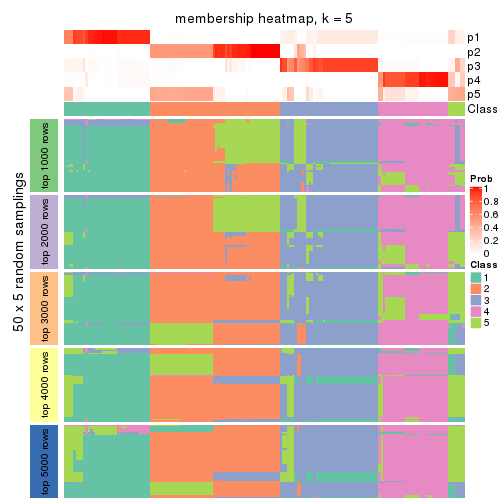 membership heatmap, k = 5
p1
p2
p3
p4
p5
Class
50 x 5 random samplings
top 1000 rows
top 2000 rows
top 3000 rows
top 4000 rows
top 5000 rows
Prob
1
0.8
0.6
0.4
0.2
0
Class
1
2
3
4
5